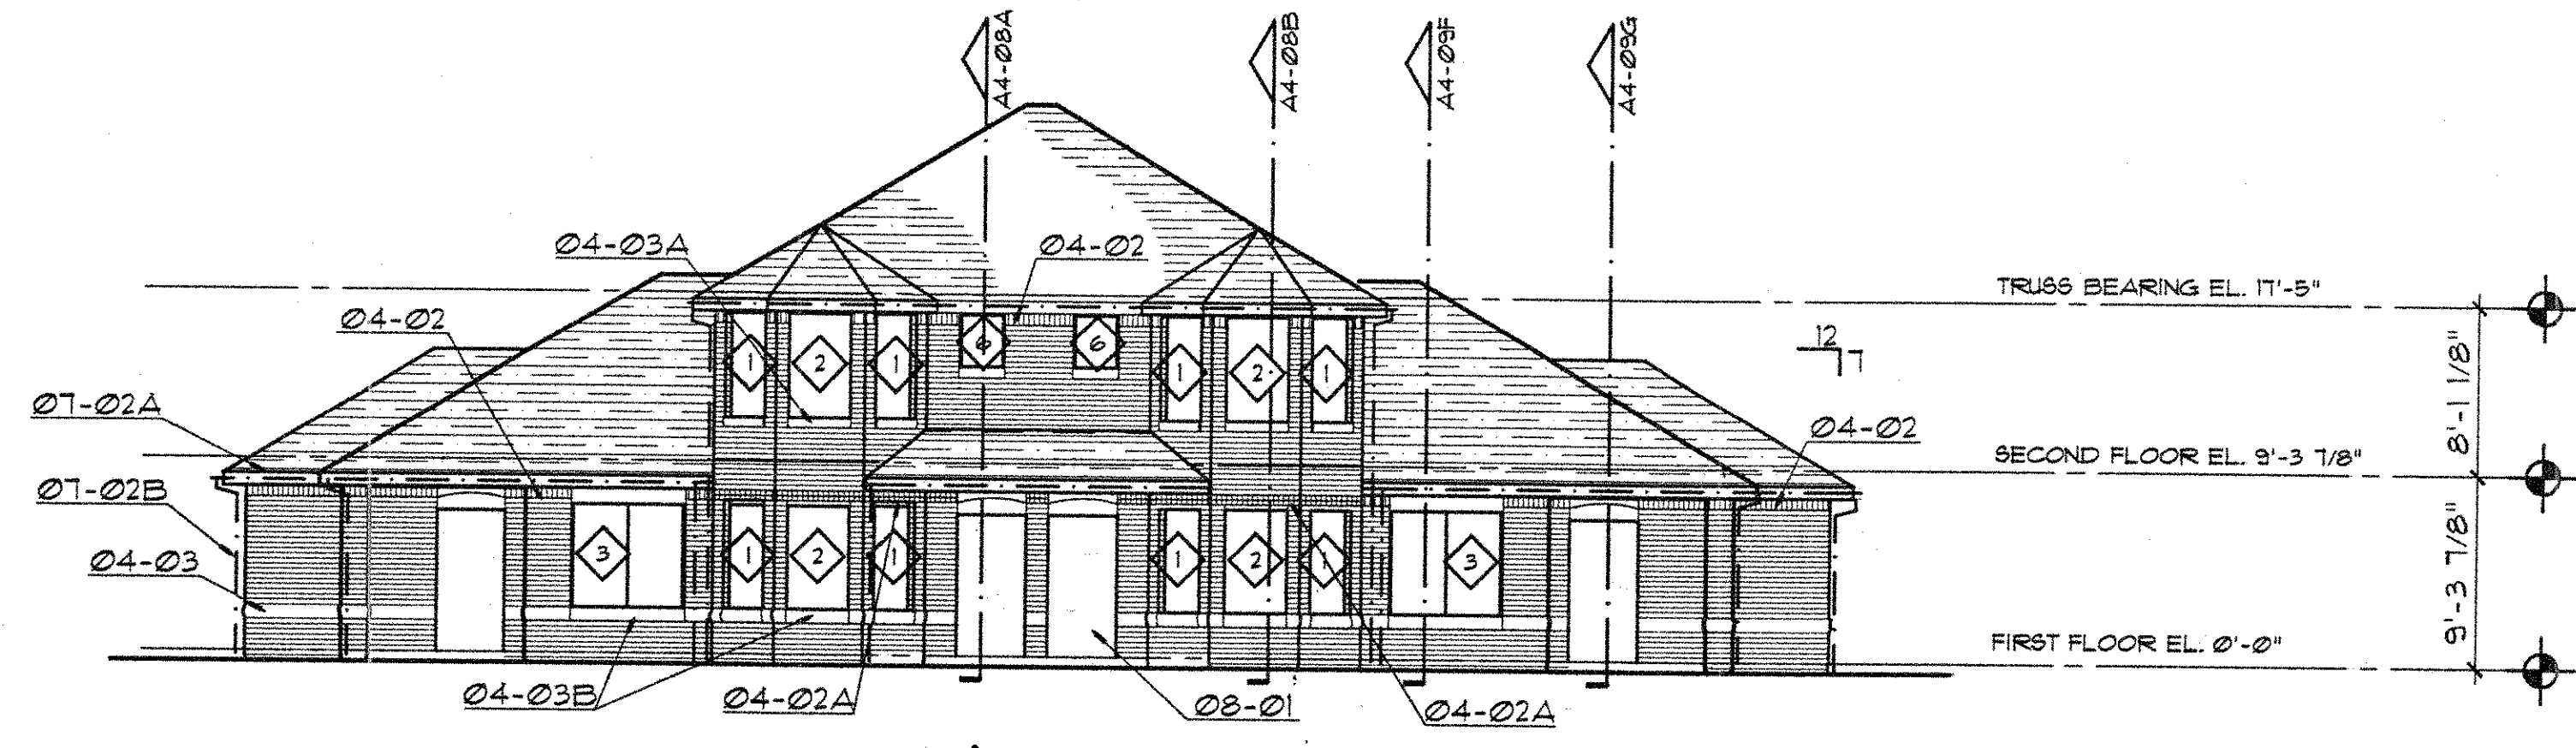 A4-08A
A4-08B
A4-09F
A4-09G
04-03A
04-02
TRUSS BEARING EL. 17'-5"
04-02
12
7
6
6
1
2
1
1
2
1
8'-1 1/8"
07-02A
04-02
SECOND FLOOR EL. 9'-3 7/8"
07-02B
04-03
3
1
2
1
1
2
1
3
9'-3 7/8"
FIRST FLOOR EL. 0'-0"
04-03B
04-02A
08-01
04-02A